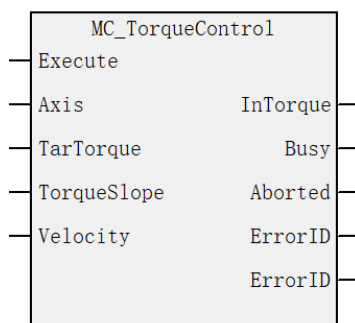 MC_TorqueControl
Execute
Axis InTorque
TarTorque Busy
TorqueSlope Aborted
Velocity ErrorID
ErrorID